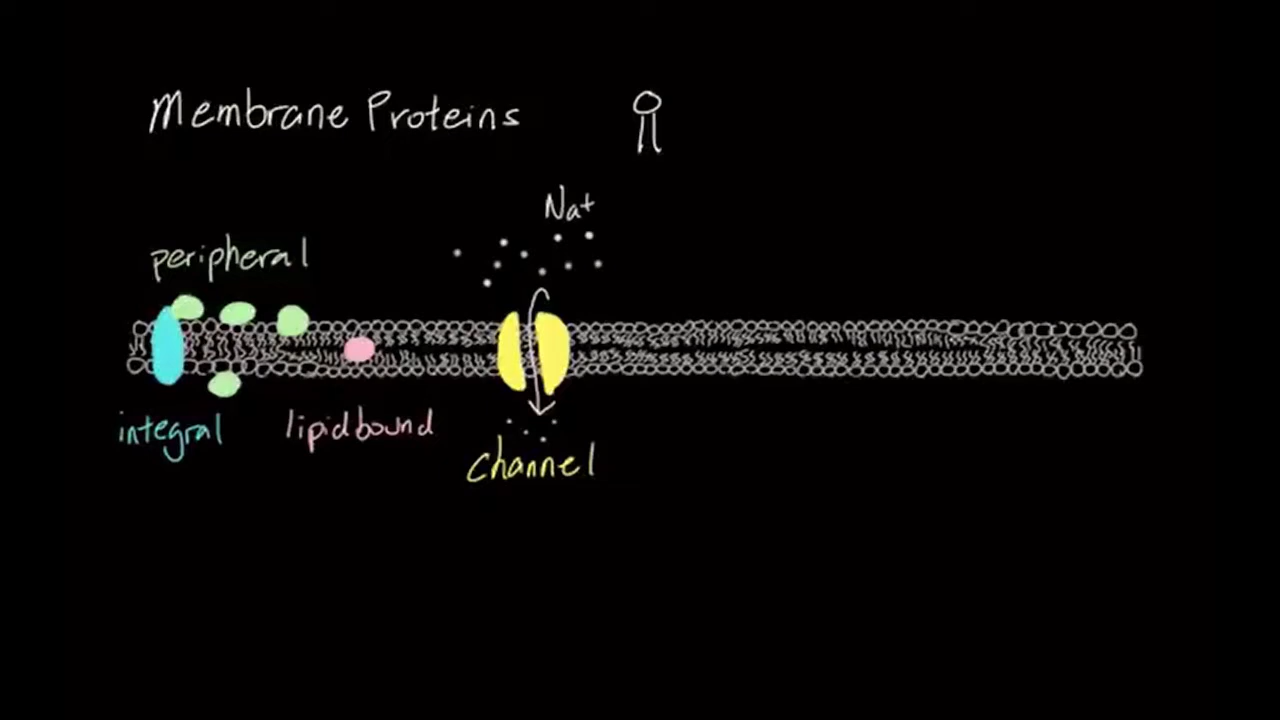 Membrane Proteins
Na+
peripheral
integral
lipidbound
channel